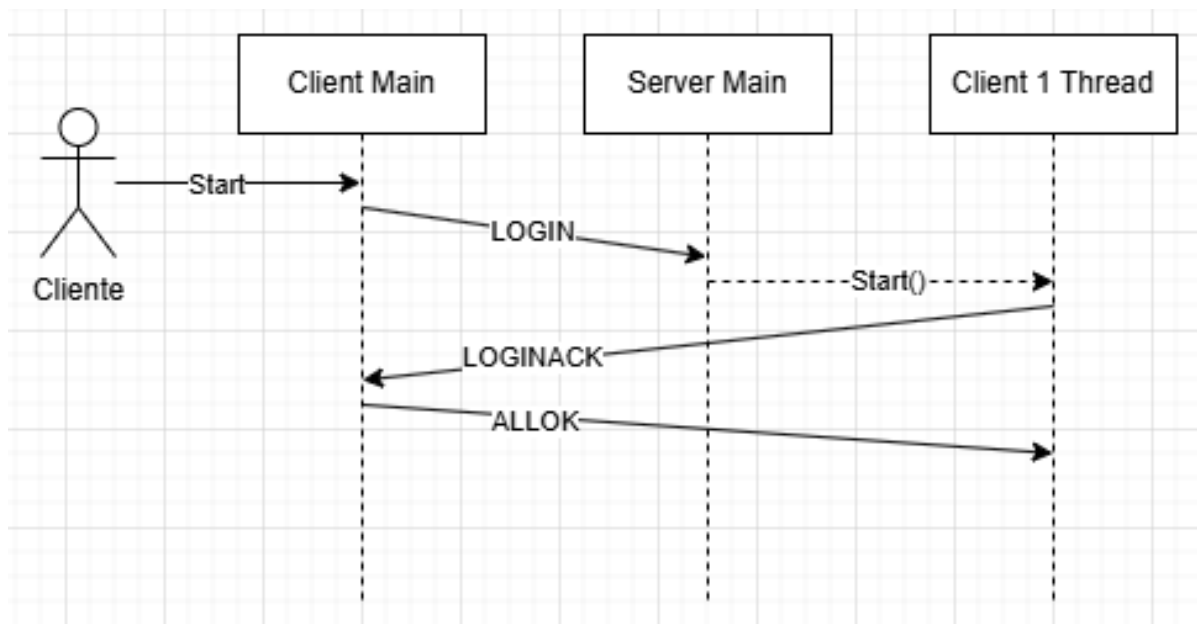 Client Main
Server Main
Client 1 Thread
Start
LOGIN
Start()
Cliente
LOGINACK
ALLOK